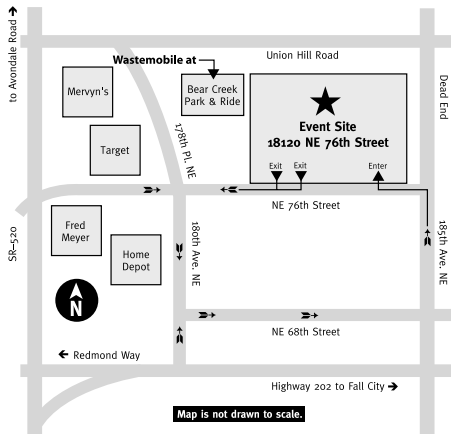 to Avondale Road
Union Hill Road
Wastemobile at
Mervyn's
Bear Creek
Park & Ride
Dead End
Event Site
18120 NE 76th Street
178th Pl. NE
Target
Exit
Exit
Enter
NE 76th Street
SR–520
Fred
Meyer
Home
Depot
180th Ave. NE
185th Ave. NE
N
NE 68th Street
Redmond Way
Highway 202 to Fall City
Map is not drawn to scale.